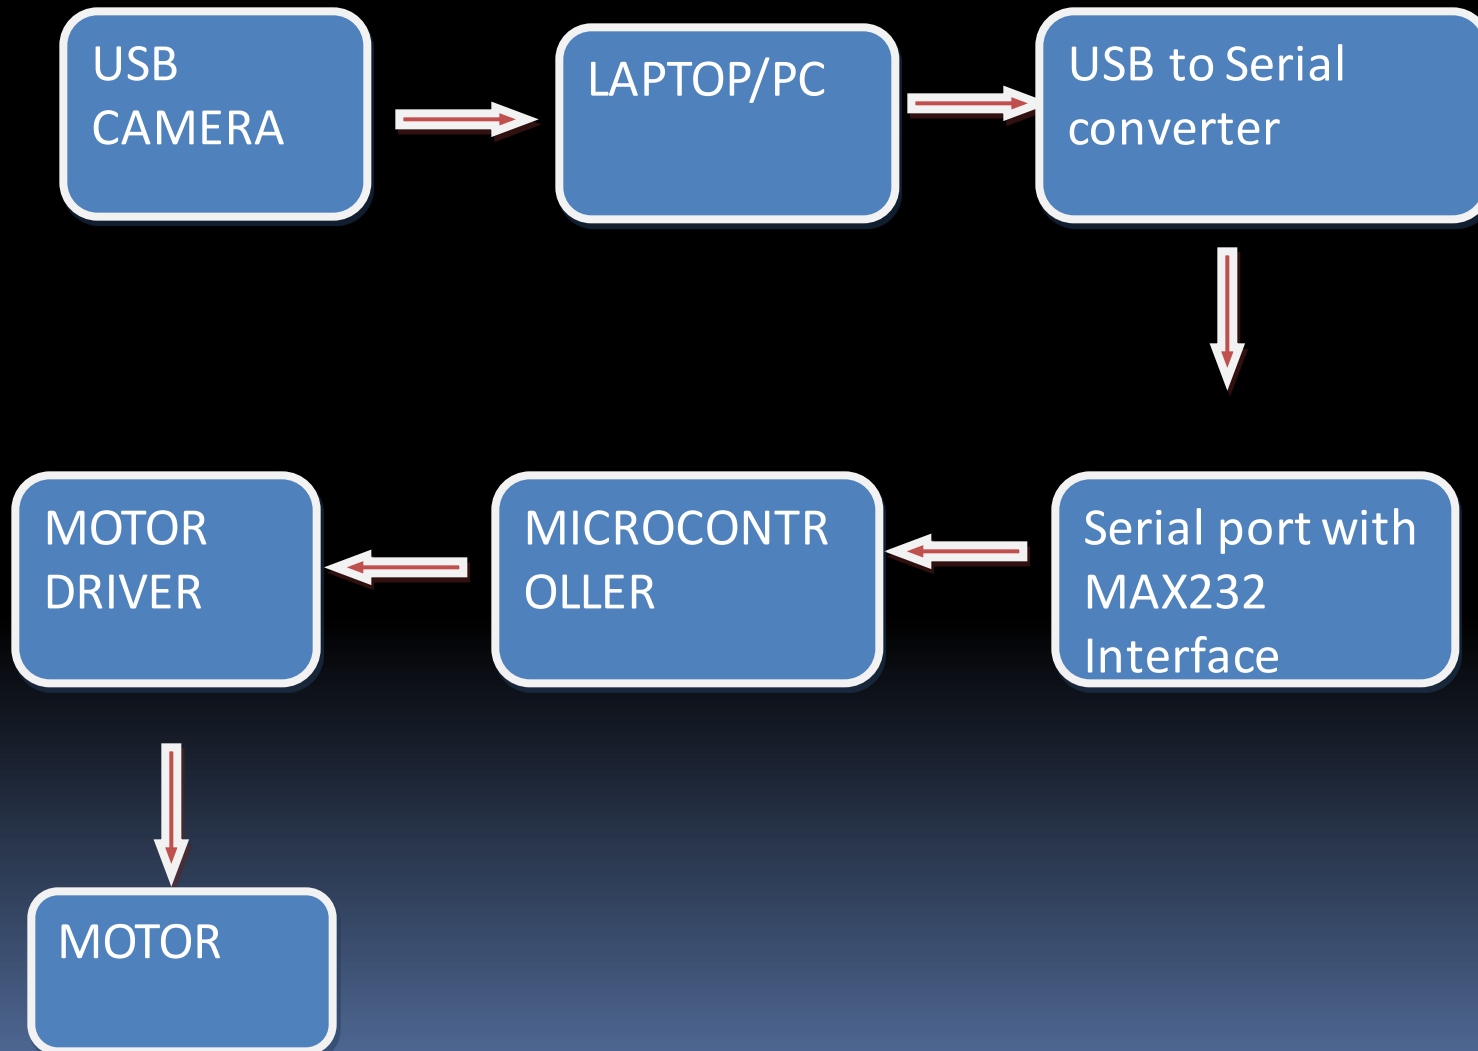 USB
CAMERA
LAPTOP/PC
USB to Serial
converter
MOTOR
DRIVER
MICROCONTR
OLLER
Serial port with
MAX232
Interface
MOTOR